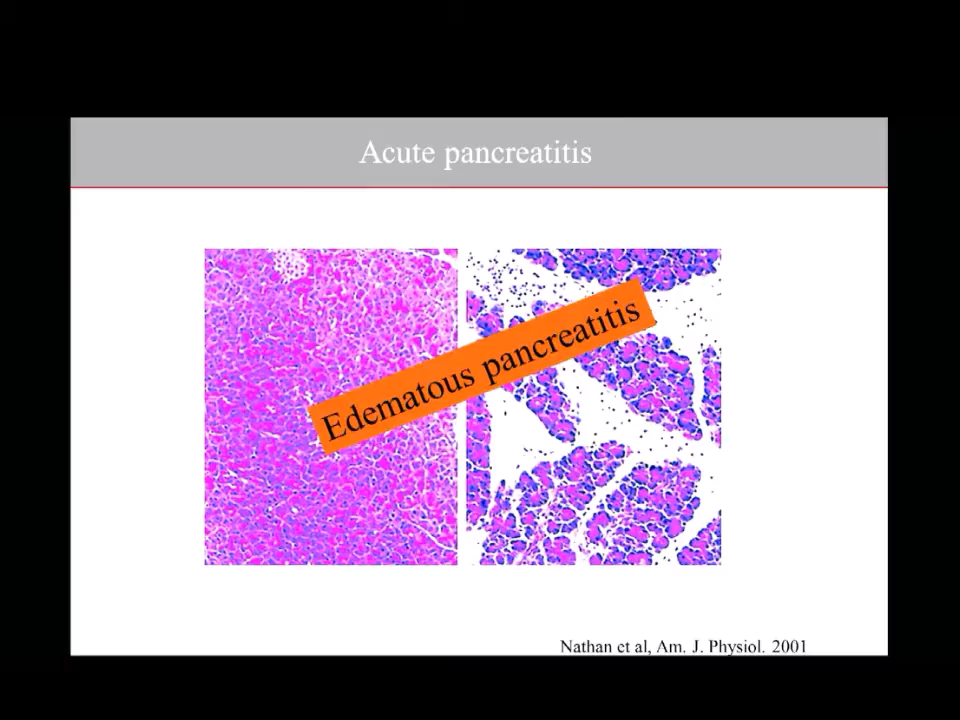 Acute pancreatitis
Edematous pancreatitis
Nathan et al, Am. J. Physiol. 2001